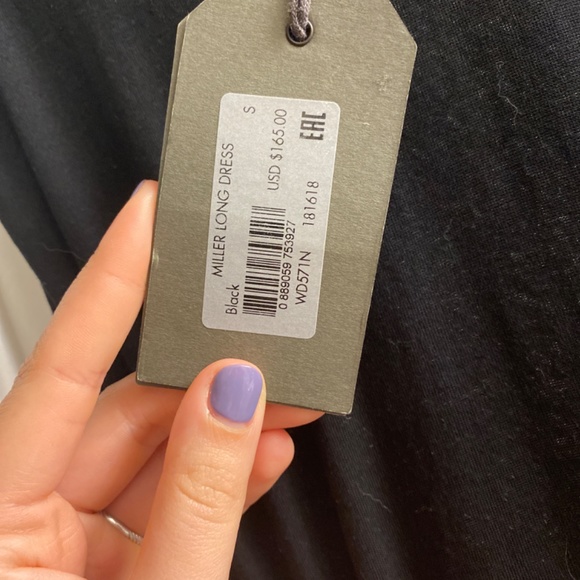 MILLER LONG DRESS
Black S
USD $165.00
0 889059 753927
WD571N 181618
EAC